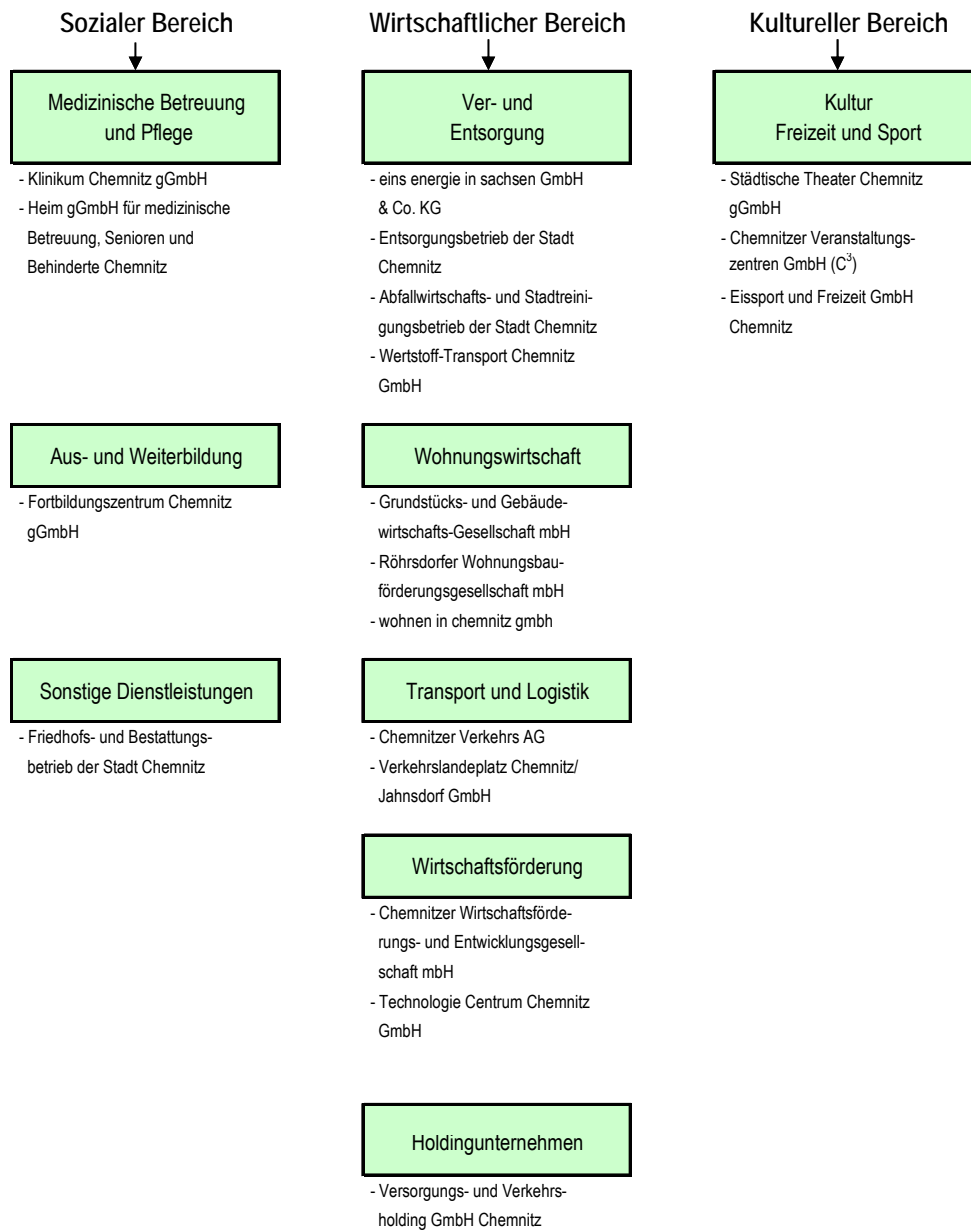 Sozialer Bereich
Medizinische Betreuung
und Pflege
- Klinikum Chemnitz gGmbH
- Heim gGmbH für medizinische
Betreuung, Senioren und
Behinderte Chemnitz
Aus- und Weiterbildung
- Fortbildungszentrum Chemnitz
gGmbH
Sonstige Dienstleistungen
- Friedhofs- und Bestattungs-
betrieb der Stadt Chemnitz
Wirtschaftlicher Bereich
Ver- und
Entsorgung
- eins energie in sachsen GmbH
& Co. KG
- Entsorgungsbetrieb der Stadt
Chemnitz
- Abfallwirtschafts- und Stadtreini-
gungsbetrieb der Stadt Chemnitz
- Wertstoff-Transport Chemnitz
GmbH
Wohnungswirtschaft
- Grundstücks- und Gebäude-
wirtschafts-Gesellschaft mbH
- Röhrsdorfer Wohnungsbau-
förderungsgesellschaft mbH
- wohnen in chemnitz gmbh
Transport und Logistik
- Chemnitzer Verkehrs AG
- Verkehrslandeplatz Chemnitz/
Jahnsdorf GmbH
Wirtschaftsförderung
- Chemnitzer Wirtschaftsförde-
rungs- und Entwicklungsgesell-
schaft mbH
- Technologie Centrum Chemnitz
GmbH
Holdingunternehmen
- Versorgungs- und Verkehrs-
holding GmbH Chemnitz
Kultureller Bereich
Kultur
Freizeit und Sport
- Städtische Theater Chemnitz
gGmbH
- Chemnitzer Veranstaltungs-
zentren GmbH (C³)
- Eissport und Freizeit GmbH
Chemnitz